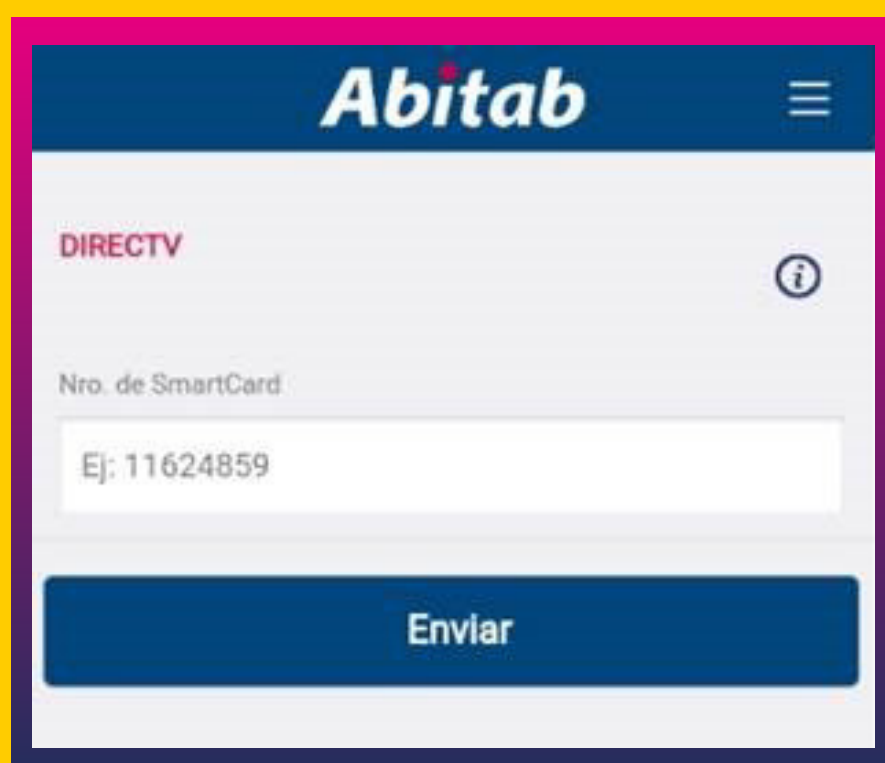 Abitab
DIRECTV
Nro. de SmartCard
Ej: 11624859
Enviar